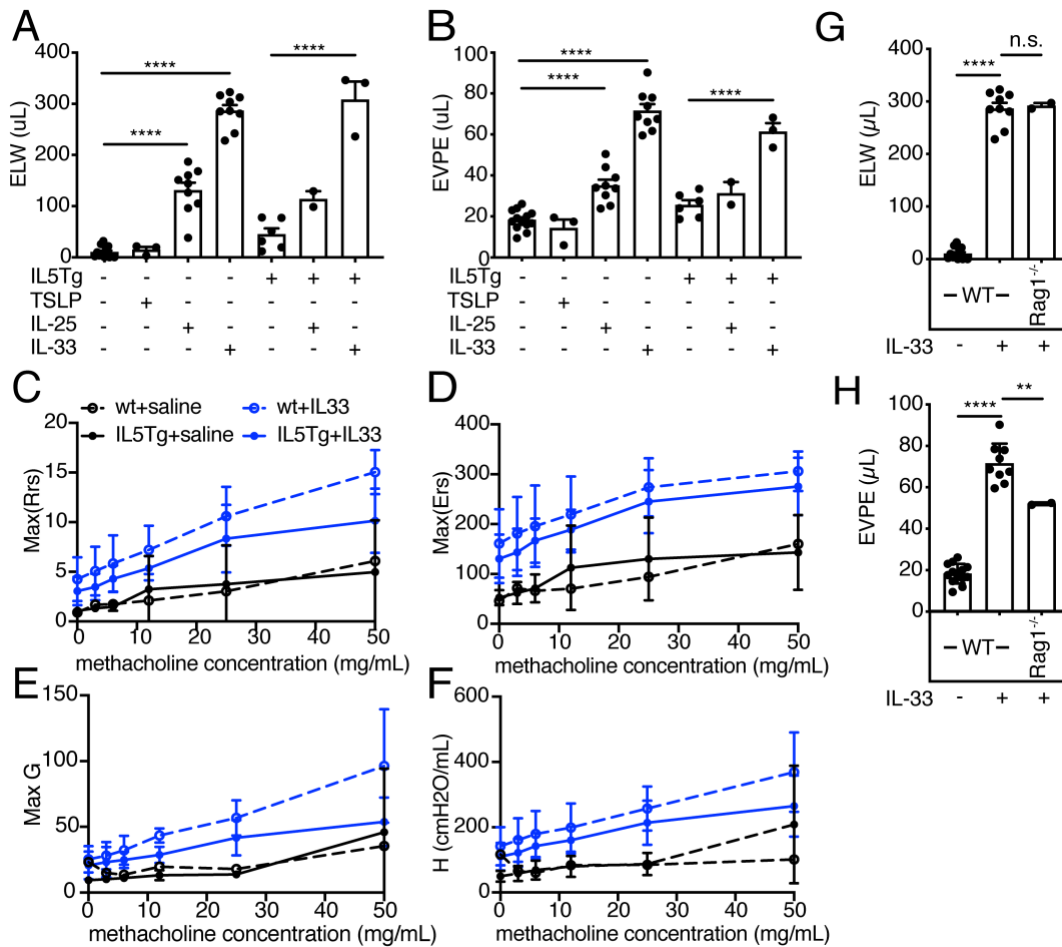 A
ELW (uL)
400
300
200
100
0
****
****
****
IL5Tg - - - - + + +
TSLP - + - - - - -
IL-25 - - + - - + -
IL-33 - - - + - - +
B
EVPE (uL)
100
80
60
40
20
0
****
****
****
IL5Tg - - - - + + +
TSLP - + - - - - -
IL-25 - - + - - + -
IL-33 - - - + - - +
G
ELW (µL)
400
300
200
100
0
****
n.s.
WT
Rag1-/-
IL-33 - + +
C
wt+saline
wt+IL33
IL5Tg+saline
IL5Tg+IL33
Max(Rrs)
20
15
10
5
0
0 10 20 30 40 50
methacholine concentration (mg/mL)
D
Max(Ers)
400
300
200
100
0
0 10 20 30 40 50
methacholine concentration (mg/mL)
H
EVPE (µL)
100
80
60
40
20
0
****
**
WT
Rag1-/-
IL-33 - + +
E
Max G
150
100
50
0
0 10 20 30 40 50
methacholine concentration (mg/mL)
F
H (cmH2O/mL)
600
400
200
0
0 10 20 30 40 50
methacholine concentration (mg/mL)